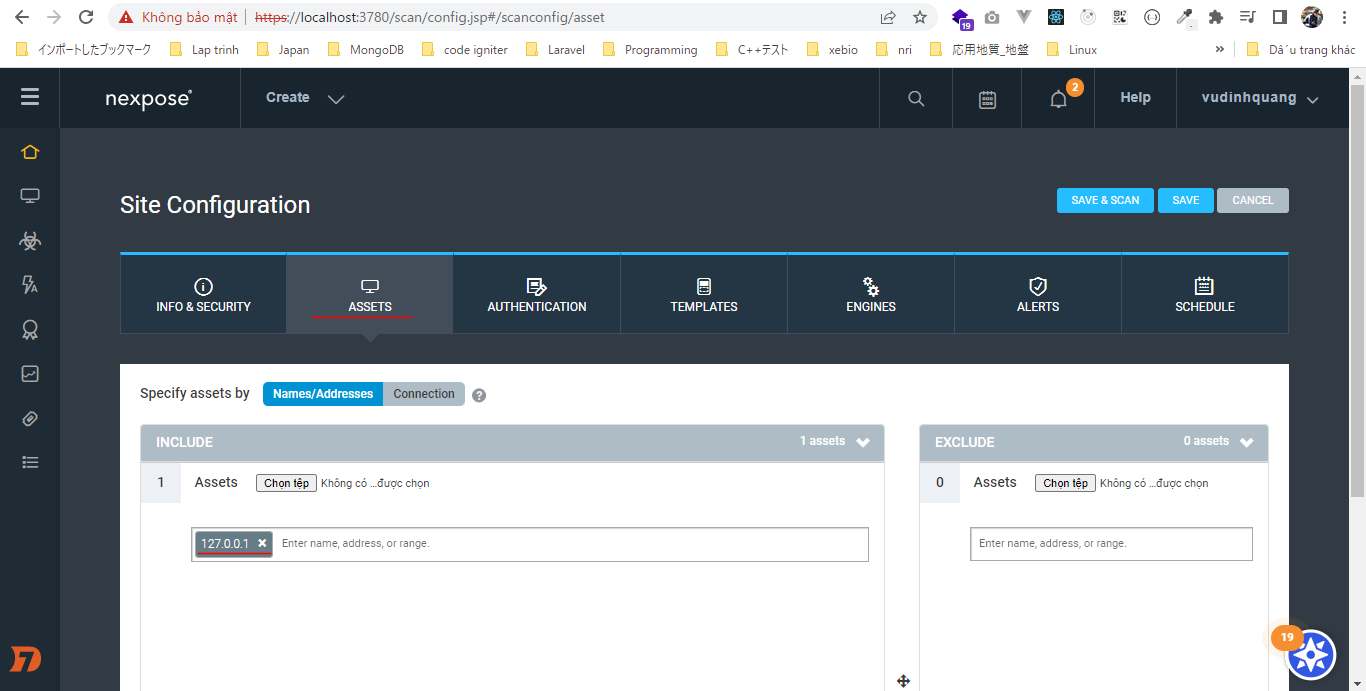 Không bảo mật https://localhost:3780/scan/config.jsp#/scanconfig/asset 19
インポートしたブックマーク Lap trinh Japan MongoDB code igniter Laravel Programming C++テスト xebio nri 応用地質_地盤 Linux » Dấu trang khác
nexpose Create 2 Help vudinhquang
Site Configuration SAVE & SCAN SAVE CANCEL
INFO & SECURITY ASSETS AUTHENTICATION TEMPLATES ENGINES ALERTS SCHEDULE
Specify assets by Names/Addresses Connection ?
INCLUDE 1 assets EXCLUDE 0 assets
1 Assets Chọn tệp Không có ...được chọn 0 Assets Chọn tệp Không có ...được chọn
127.0.0.1 Enter name, address, or range. Enter name, address, or range.
19